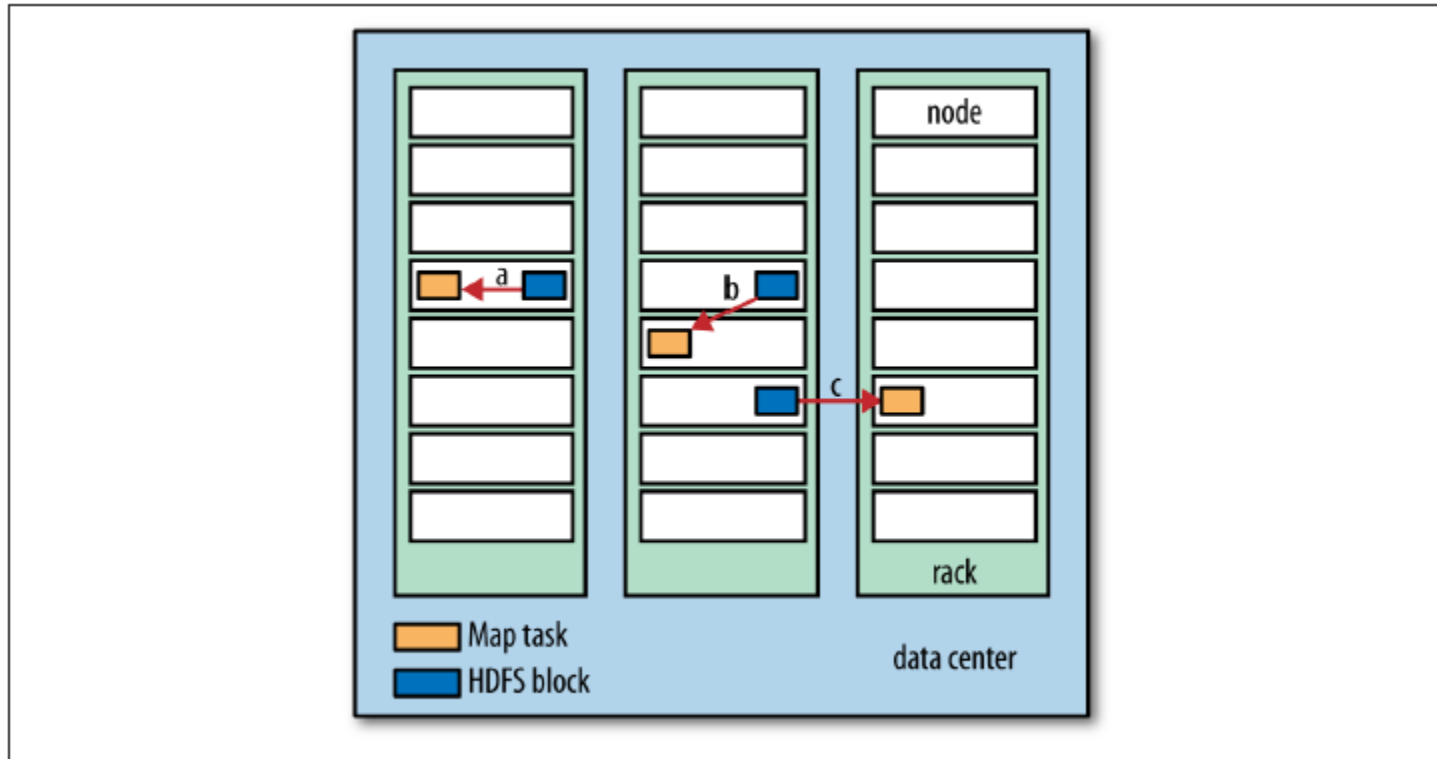 node
a
b
c
rack
Map task
data center
HDFS block